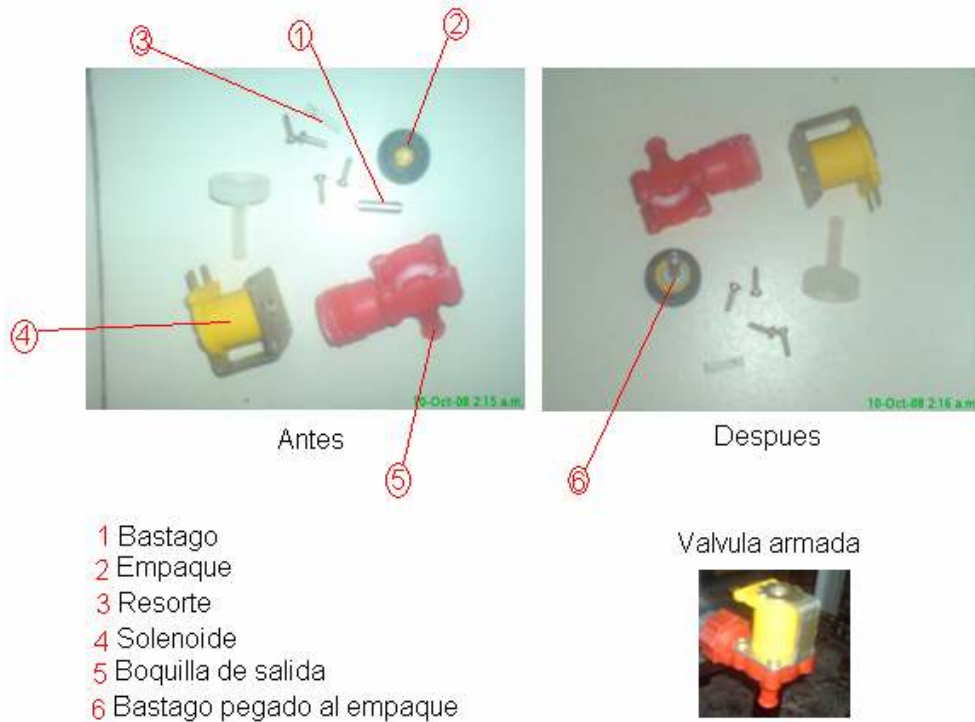 3
1
2
4
10-Oct-08 2:15 a.m.
10-Oct-08 2:16 a.m.
Antes
Despues
5
6
1 Bastago
2 Empaque
3 Resorte
4 Solenoide
5 Boquilla de salida
6 Bastago pegado al empaque
Valvula armada